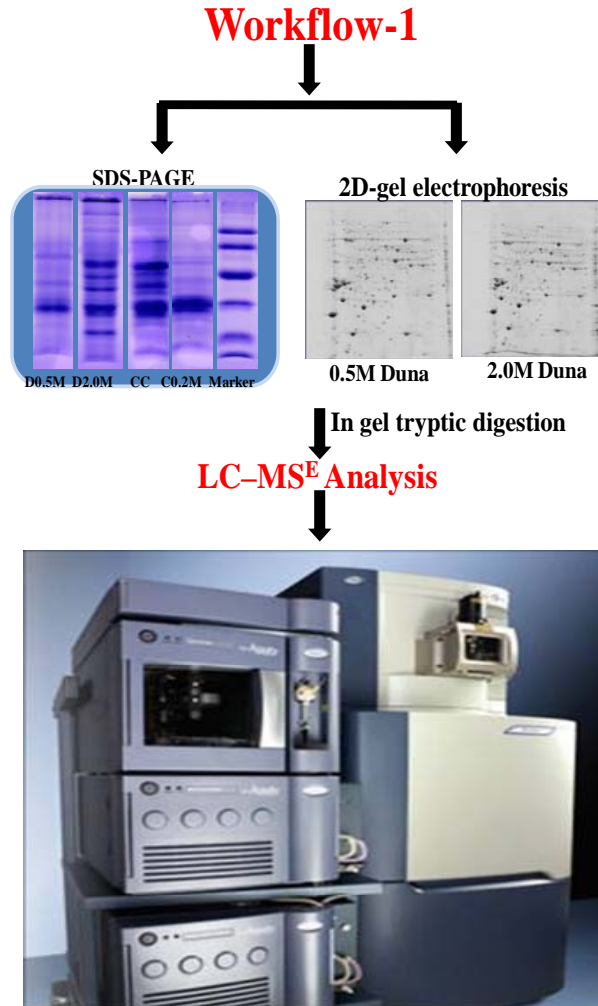 Workflow-1
SDS-PAGE
2D-gel electrophoresis
D0.5M D2.0M CC C0.2M Marker
0.5M Duna
2.0M Duna
In gel tryptic digestion
LC–MSᴱ Analysis